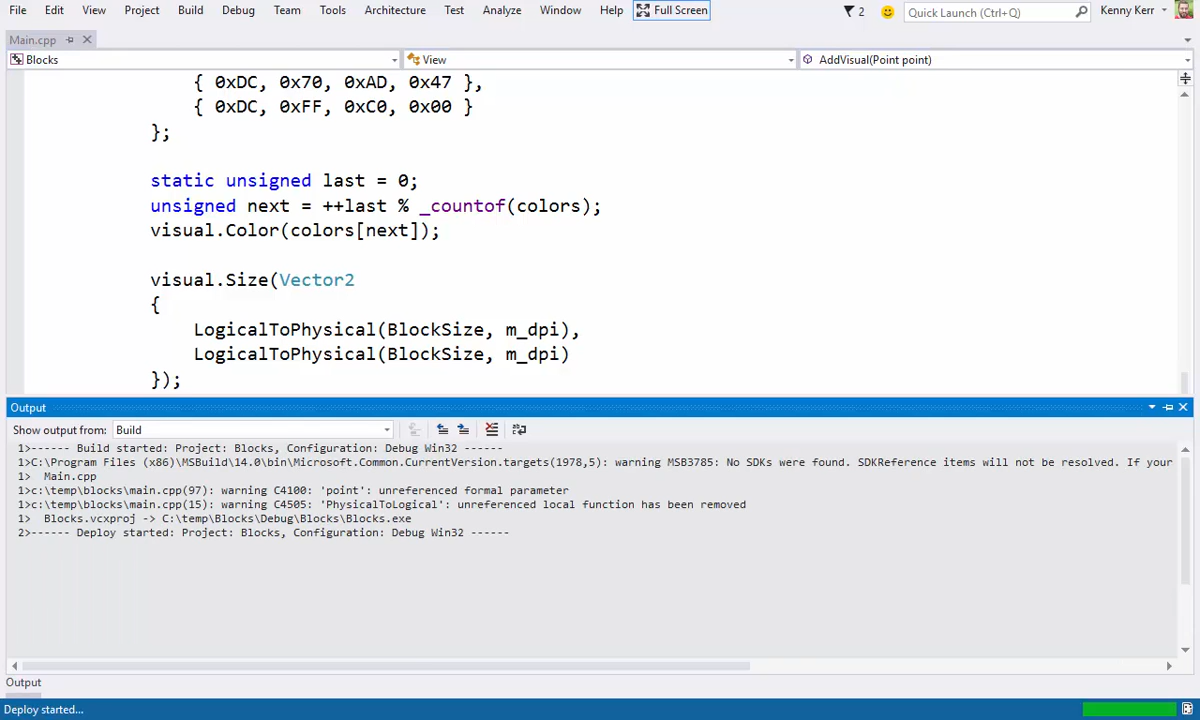 File Edit View Project Build Debug Team Tools Architecture Test Analyze Window Help Full Screen 2 Quick Launch (Ctrl+Q) Kenny Kerr
Main.cpp
Blocks View AddVisual(Point point)
{ 0xDC, 0x70, 0xAD, 0x47 },
{ 0xDC, 0xFF, 0xC0, 0x00 }
};
static unsigned last = 0;
unsigned next = ++last % _countof(colors);
visual.Color(colors[next]);
visual.Size(Vector2
{
LogicalToPhysical(BlockSize, m_dpi),
LogicalToPhysical(BlockSize, m_dpi)
});
Output
Show output from: Build
1>------ Build started: Project: Blocks, Configuration: Debug Win32 ------
1>C:\Program Files (x86)\MSBuild\14.0\bin\Microsoft.Common.CurrentVersion.targets(1978,5): warning MSB3785: No SDKs were found. SDKReference items will not be resolved. If your
1> Main.cpp
1>c:\temp\blocks\main.cpp(97): warning C4100: 'point': unreferenced formal parameter
1>c:\temp\blocks\main.cpp(15): warning C4505: 'PhysicalToLogical': unreferenced local function has been removed
1> Blocks.vcxproj -> C:\temp\Blocks\Debug\Blocks\Blocks.exe
2>------ Deploy started: Project: Blocks, Configuration: Debug Win32 ------
Output
Deploy started...